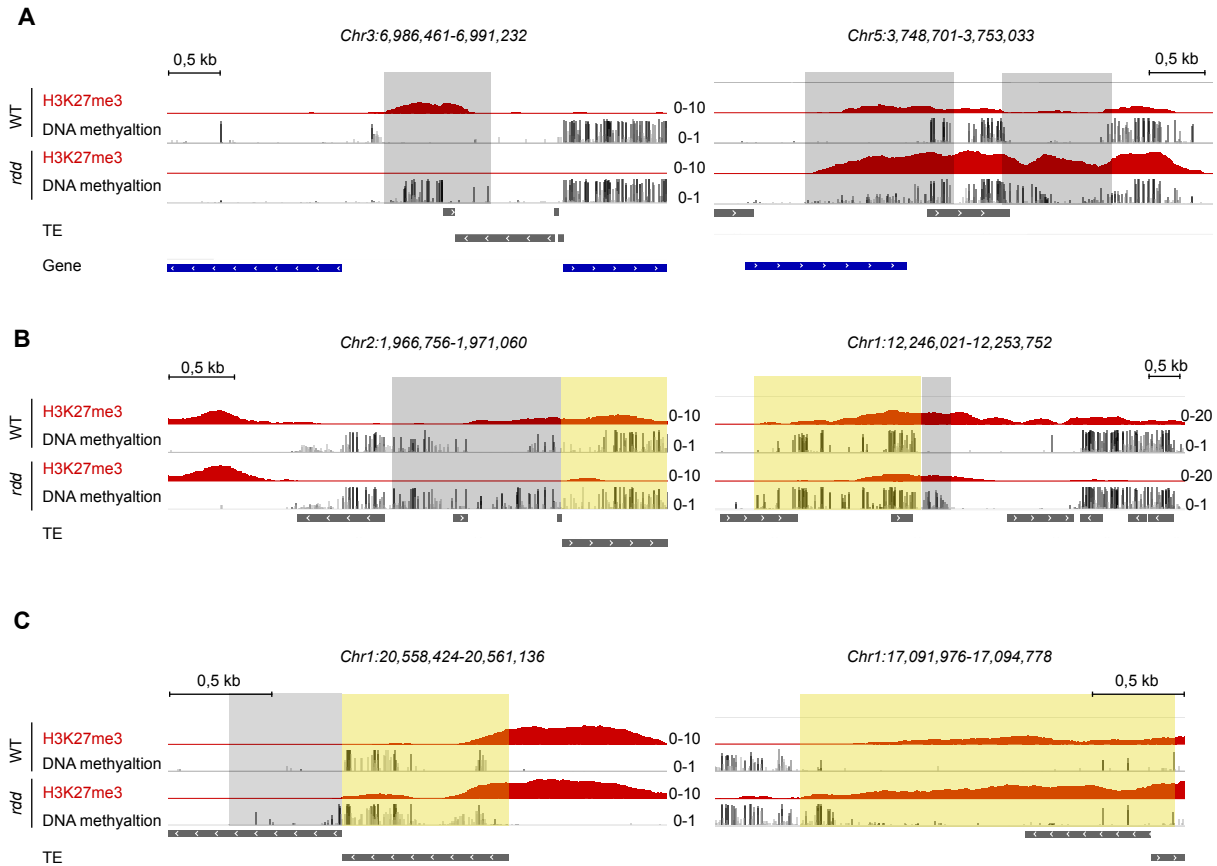 A
Chr3:6,986,461-6,991,232
Chr5:3,748,701-3,753,033
0,5 kb
0,5 kb
WT
H3K27me3
0-10
DNA methyaltion
0-1
rdd
H3K27me3
0-10
DNA methyaltion
0-1
TE
Gene
B
Chr2:1,966,756-1,971,060
Chr1:12,246,021-12,253,752
0,5 kb
0,5 kb
WT
H3K27me3
0-10
0-20
DNA methyaltion
0-1
0-1
rdd
H3K27me3
0-10
0-20
DNA methyaltion
0-1
0-1
TE
C
Chr1:20,558,424-20,561,136
Chr1:17,091,976-17,094,778
0,5 kb
0,5 kb
WT
H3K27me3
0-10
DNA methyaltion
0-1
rdd
H3K27me3
0-10
DNA methyaltion
0-1
TE